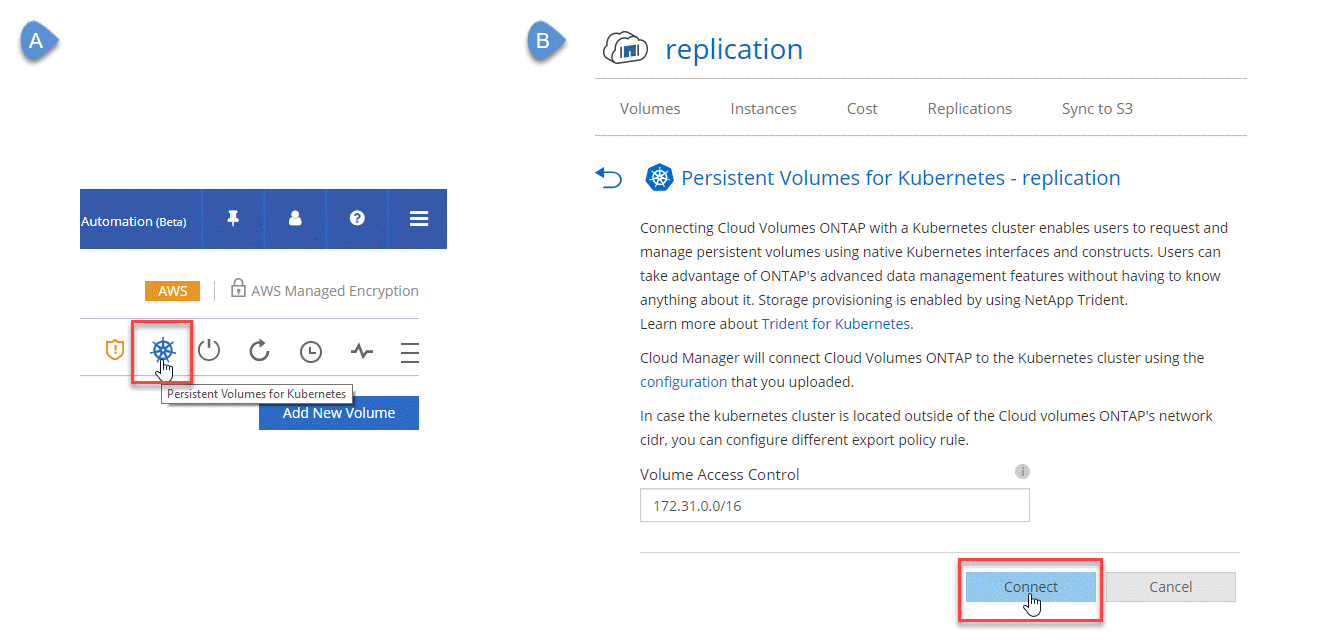 A
Automation (Beta)
AWS
AWS Managed Encryption
Persistent Volumes for Kubernetes
Add New Volume
B
replication
Volumes
Instances
Cost
Replications
Sync to S3
Persistent Volumes for Kubernetes - replication
Connecting Cloud Volumes ONTAP with a Kubernetes cluster enables users to request and
manage persistent volumes using native Kubernetes interfaces and constructs. Users can
take advantage of ONTAP's advanced data management features without having to know
anything about it. Storage provisioning is enabled by using NetApp Trident.
Learn more about Trident for Kubernetes.
Cloud Manager will connect Cloud Volumes ONTAP to the Kubernetes cluster using the
configuration that you uploaded.
In case the kubernetes cluster is located outside of the Cloud volumes ONTAP's network
cidr, you can configure different export policy rule.
Volume Access Control
172.31.0.0/16
Connect
Cancel